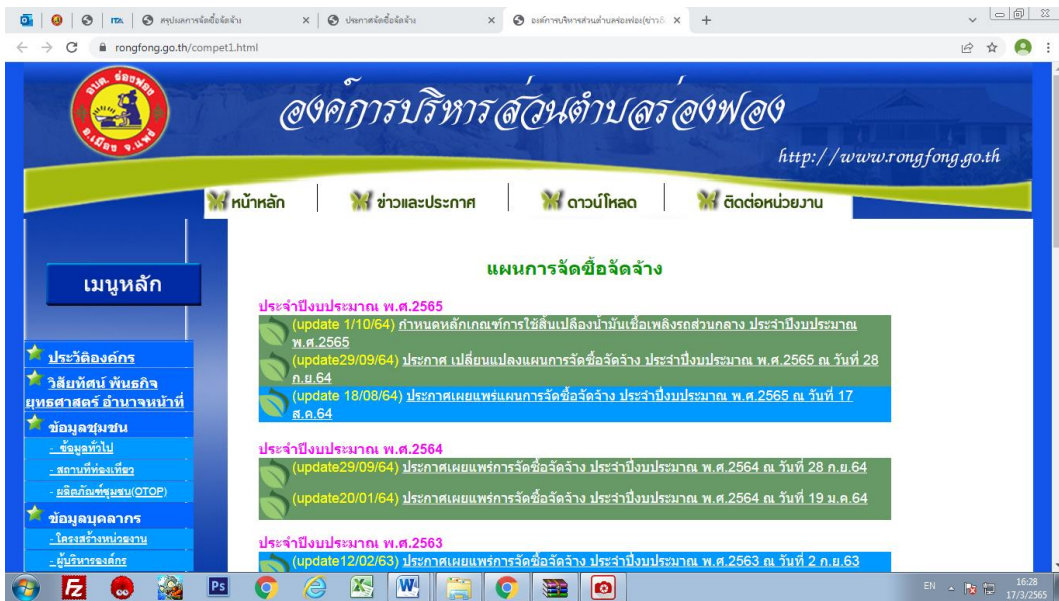 สรุปผลการจัดซื้อจัดจ้าง
ประกาศจัดซื้อจัดจ้าง
rongfong.go.th/compet1.html
อบต. ร่องฟอง
อ.เมือง จ.แพร่
องค์การบริหารส่วนตำบลร่องฟอง
http://www.rongfong.go.th
หน้าหลัก
ข่าวและประกาศ
ดาวน์โหลด
ติดต่อหน่วยงาน
เมนูหลัก
ประวัติองค์กร
วิสัยทัศน์ พันธกิจ
ยุทธศาสตร์ อำนาจหน้าที่
ข้อมูลชุมชน
- ข้อมูลทั่วไป
- สถานที่ท่องเที่ยว
- ผลิตภัณฑ์ชุมชน(OTOP)
ข้อมูลบุคลากร
- โครงสร้างหน่วยงาน
- ผู้บริหารองค์กร
แผนการจัดซื้อจัดจ้าง
ประจำปีงบประมาณ พ.ศ.2565
(update 1/10/64) กำหนดหลักเกณฑ์การใช้สิ้นเปลืองน้ำมันเชื้อเพลิงรถส่วนกลาง ประจำปีงบประมาณ
พ.ศ.2565
(update29/09/64) ประกาศ เปลี่ยนแปลงแผนการจัดซื้อจัดจ้าง ประจำปีงบประมาณ พ.ศ.2565 ณ วันที่ 28
ก.ย.64
(update 18/08/64) ประกาศเผยแพร่แผนการจัดซื้อจัดจ้าง ประจำปีงบประมาณ พ.ศ.2565 ณ วันที่ 17
ส.ค.64
ประจำปีงบประมาณ พ.ศ.2564
(update29/09/64) ประกาศเผยแพร่การจัดซื้อจัดจ้าง ประจำปีงบประมาณ พ.ศ.2564 ณ วันที่ 28 ก.ย.64
(update20/01/64) ประกาศเผยแพร่การจัดซื้อจัดจ้าง ประจำปีงบประมาณ พ.ศ.2564 ณ วันที่ 19 ม.ค.64
ประจำปีงบประมาณ พ.ศ.2563
(update12/02/63) ประกาศเผยแพร่การจัดซื้อจัดจ้าง ประจำปีงบประมาณ พ.ศ.2563 ณ วันที่ 2 ก.ย.63
EN
16:28
17/3/2565